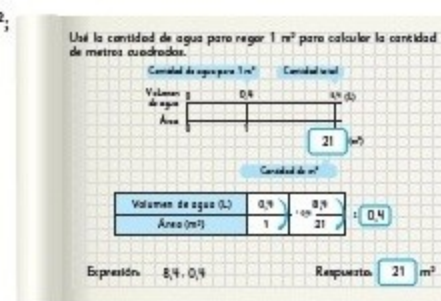 Usé la cantidad de agua para regar 1 m² para calcular la cantidad
de metros cuadrados.
Cantidad de agua para 1 m² Cantidad total
Volumen de agua 0 0,4 (L)
Área 0 1
21 (m²)
Cantidad de m²
Volumen de agua (L) 0,4 8,4
Área (m²) 1 21
: 0,4
Expresión: 8,4 : 0,4 Respuesta: 21 m²